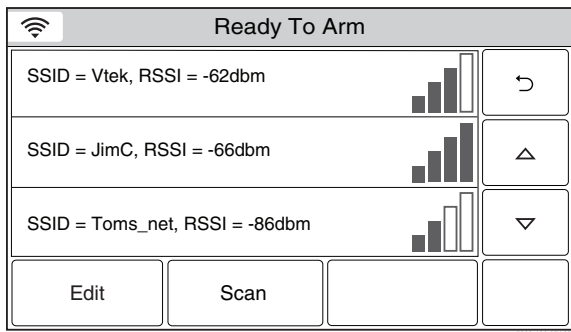 Ready To Arm
SSID = Vtek, RSSI = -62dbm
SSID = JimC, RSSI = -66dbm
SSID = Toms_net, RSSI = -86dbm
Edit
Scan